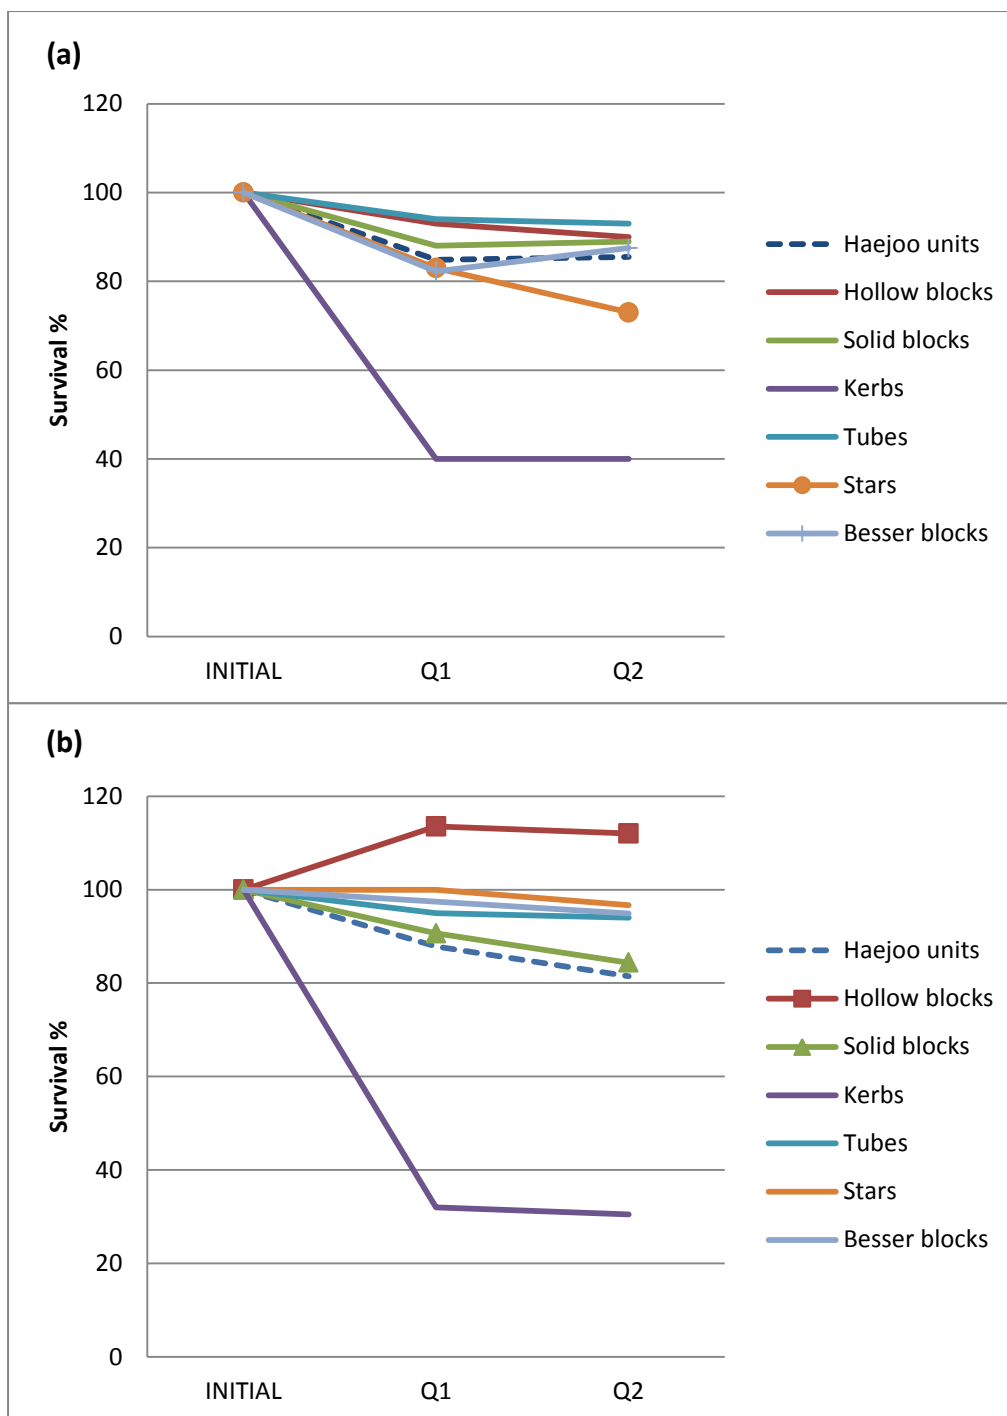 (a)
120
100
80
60
40
20
0
Survival %
INITIAL Q1 Q2
Haejoo units
Hollow blocks
Solid blocks
Kerbs
Tubes
Stars
Besser blocks
(b)
120
100
80
60
40
20
0
Survival %
INITIAL Q1 Q2
Haejoo units
Hollow blocks
Solid blocks
Kerbs
Tubes
Stars
Besser blocks